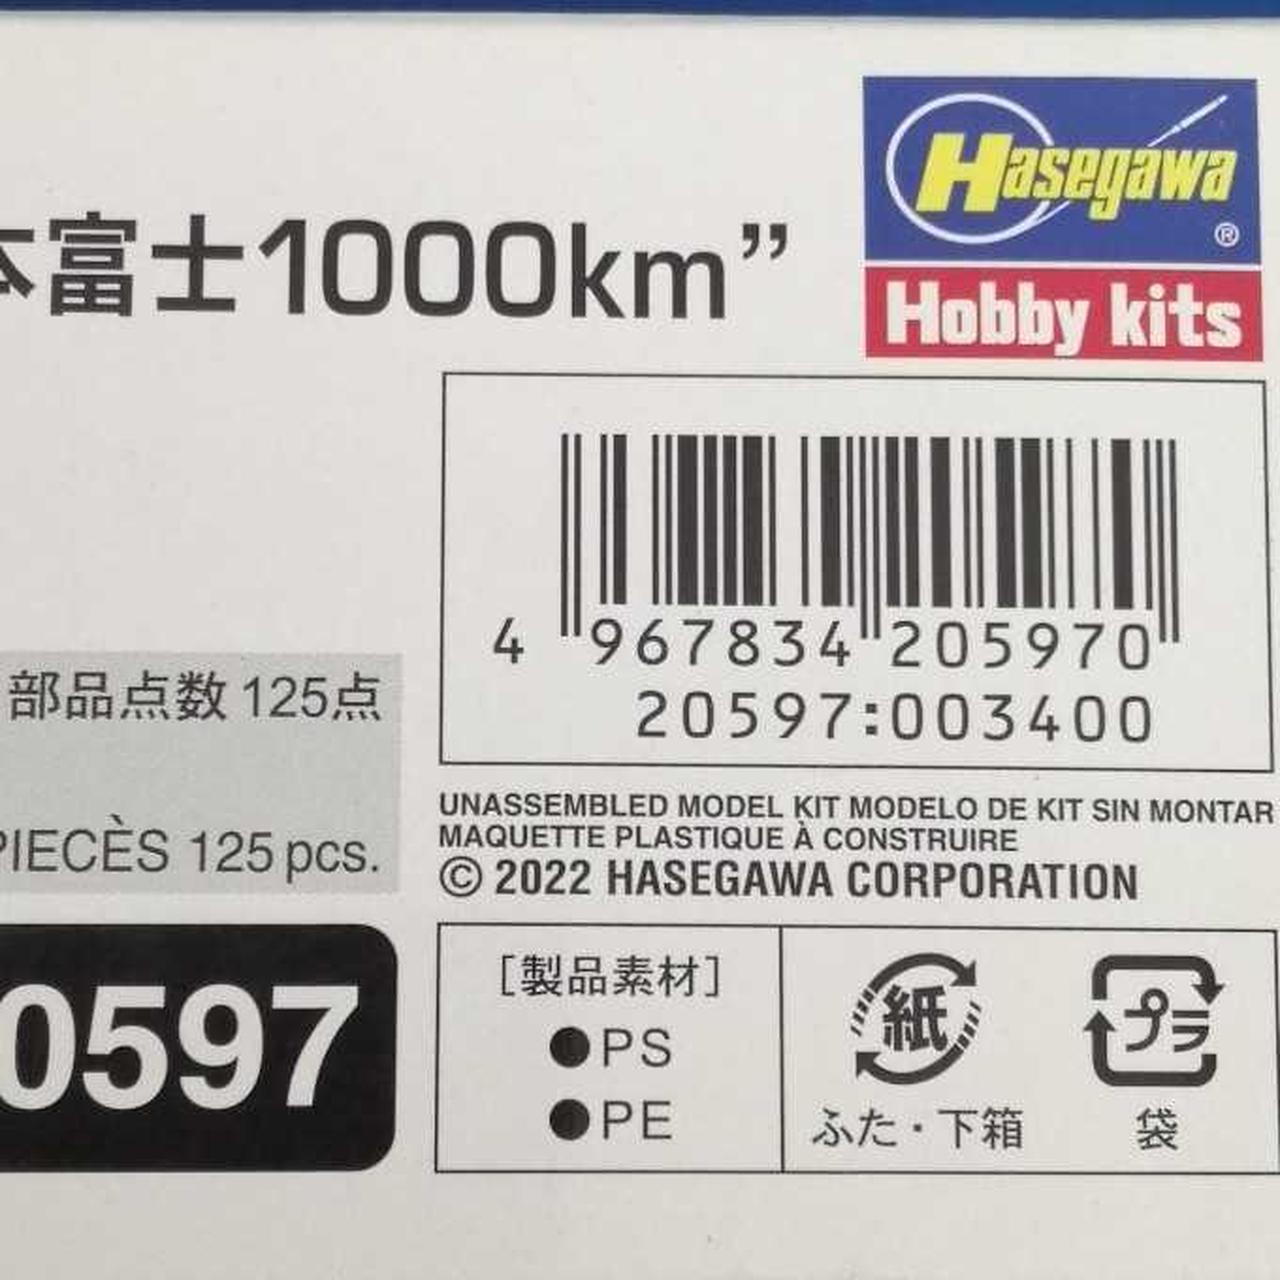 Hasegawa®
Hobby kits
本富士1000km”
4 967834 205970
20597:003400
部品点数 125点
PIECÈS 125 pcs.
UNASSEMBLED MODEL KIT MODELO DE KIT SIN MONTAR
MAQUETTE PLASTIQUE À CONSTRUIRE
© 2022 HASEGAWA CORPORATION
0597
［製品素材］
●PS
●PE
紙
ふた・下箱
プラ
袋